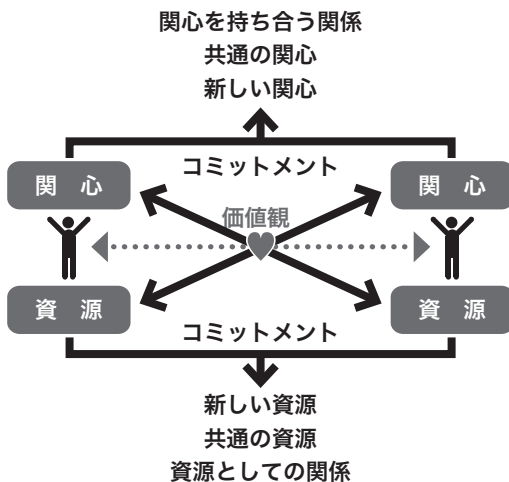 関心を持ち合う関係
共通の関心
新しい関心
コミットメント
関 心
関 心
価値観
資 源
資 源
コミットメント
新しい資源
共通の資源
資源としての関係